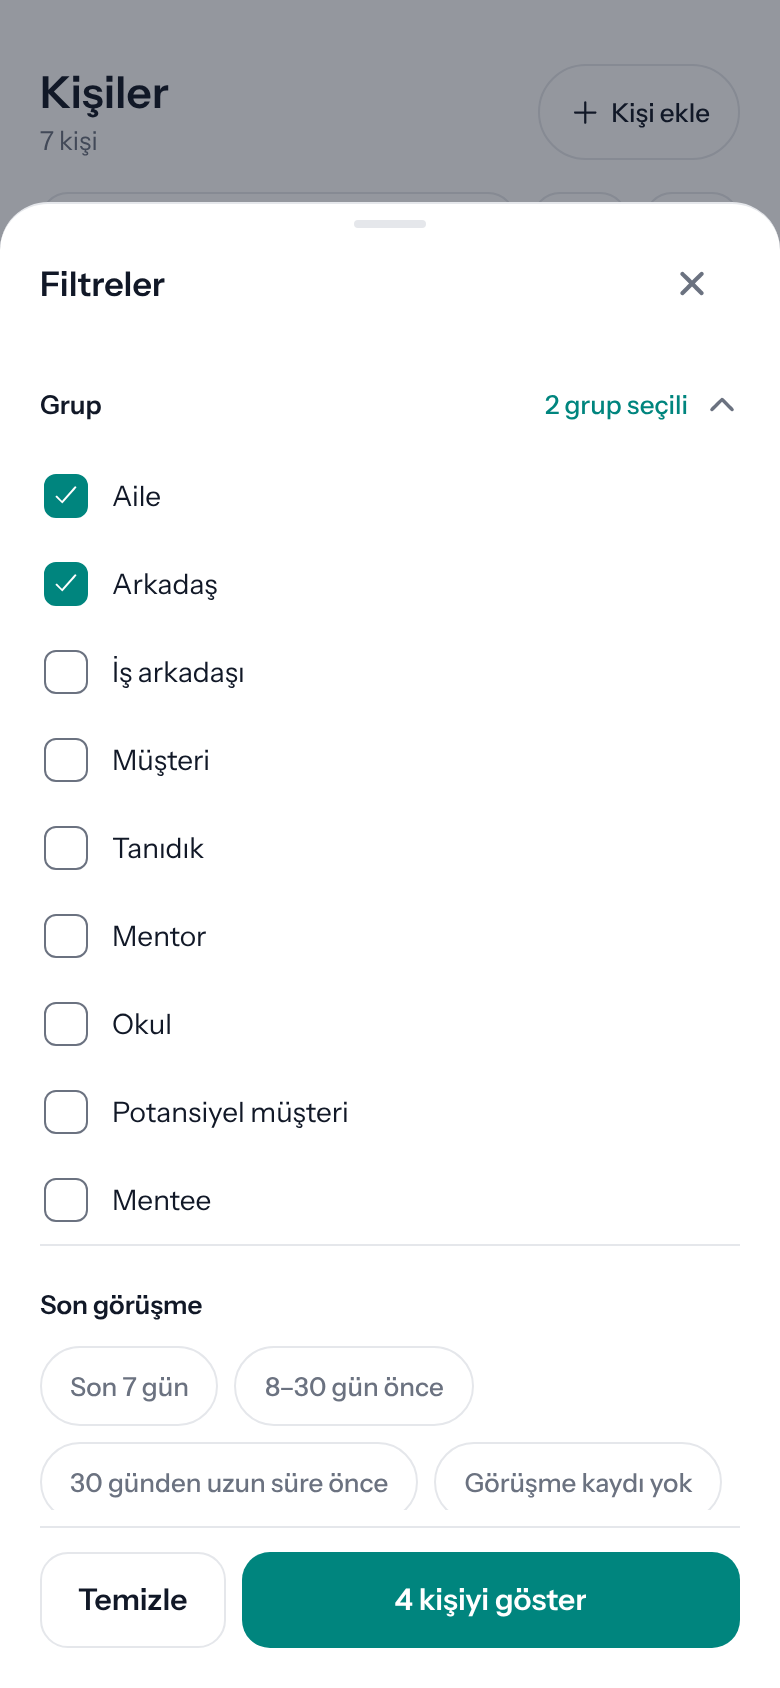 Kişiler
7 kişi
Kişi ekle
Filtreler
Grup
2 grup seçili
Aile
Arkadaş
İş arkadaşı
Müşteri
Tanıdık
Mentor
Okul
Potansiyel müşteri
Mentee
Son görüşme
Son 7 gün
8–30 gün önce
30 günden uzun süre önce
Görüşme kaydı yok
Temizle
4 kişiyi göster